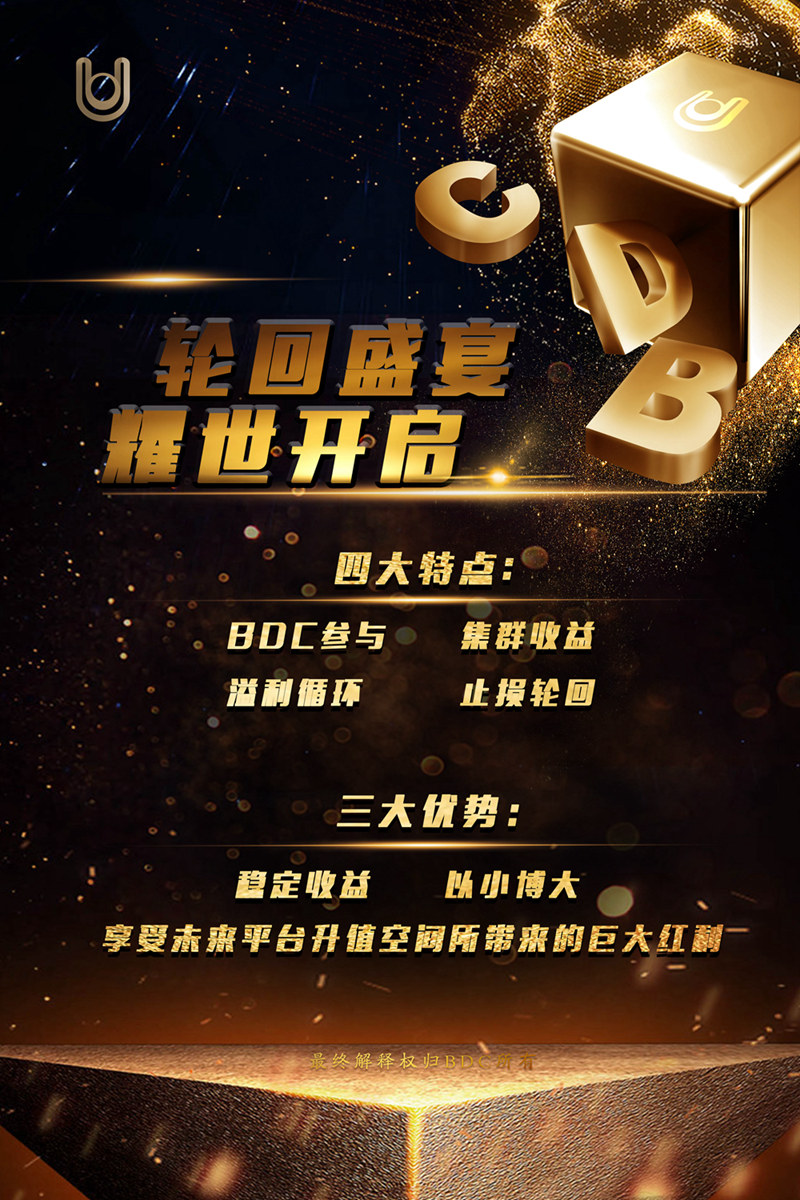 C
D
B
轮回盛宴
耀世开启
四大特点：
BDC参与 集群收益
溢利循环 止操轮回
三大优势：
稳定收益 以小博大
享受未来平台升值空间所带来的巨大红利
最终解释权归BDC所有